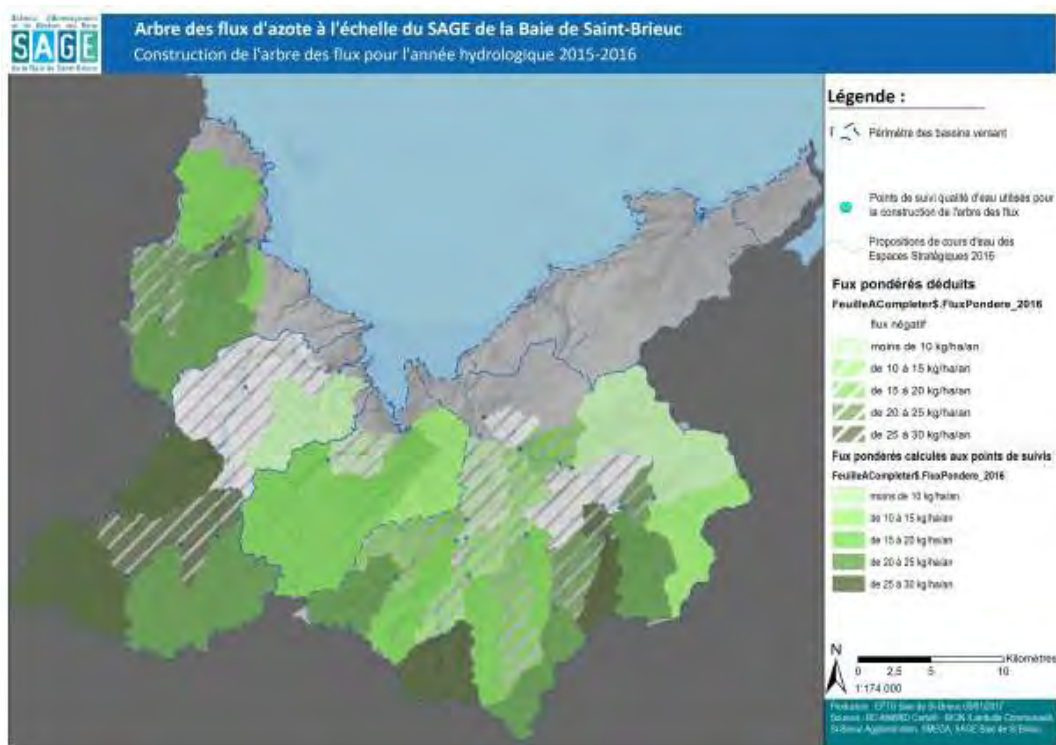 SAGE
de la Baie de Saint-Brieuc
Arbre des flux d'azote à l'échelle du SAGE de la Baie de Saint-Brieuc
Construction de l'arbre des flux pour l'année hydrologique 2015-2016
Légende :
Périmètre des bassins versant
Points de suivi qualité d'eau utilisés pour
la construction de l'arbre des flux
Propositions de cours d'eau des
Espaces Stratégiques 2016
Fux pondérés déduits
FeuilleACompleter$.FluxPondere_2016
flux négatif
moins de 10 kg/ha/an
de 10 à 15 kg/ha/an
de 15 à 20 kg/ha/an
de 20 à 25 kg/ha/an
de 25 à 30 kg/ha/an
Fux pondérés calculés aux points de suivis
FeuilleACompleter$.FluxPondere_2016
moins de 10 kg/ha/an
de 10 à 15 kg/ha/an
de 15 à 20 kg/ha/an
de 20 à 25 kg/ha/an
de 25 à 30 kg/ha/an
N
Kilomètres
0 2,5 5 10
1:174 000